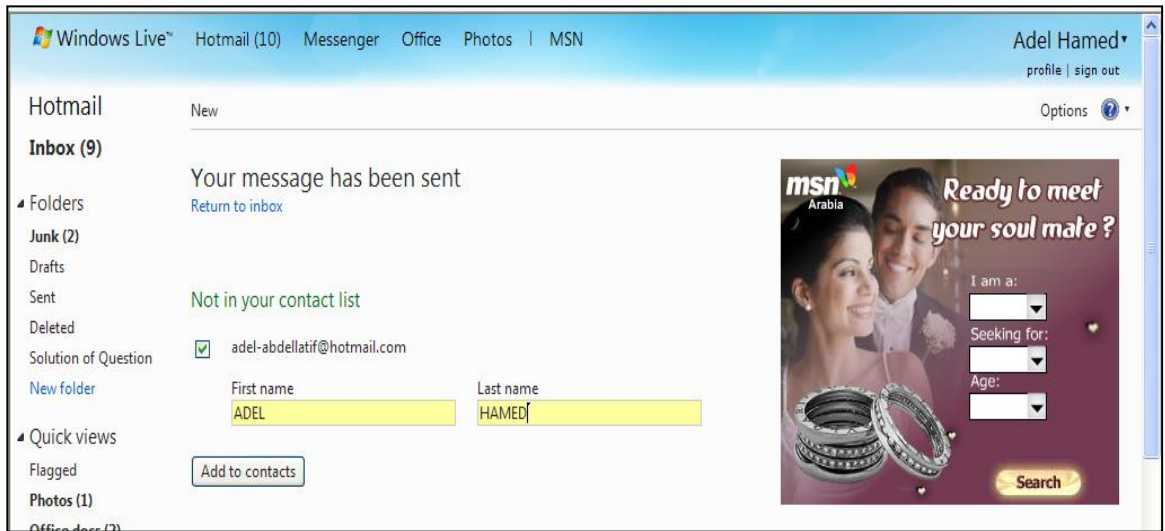 Windows Live™ Hotmail (10) Messenger Office Photos | MSN
Adel Hamed
profile | sign out
Hotmail
New
Options
Inbox (9)
Your message has been sent
Return to inbox
Folders
Junk (2)
Drafts
Sent
Deleted
Solution of Question
New folder
Quick views
Flagged
Photos (1)
Office docs (2)
Not in your contact list
adel-abdellatif@hotmail.com
First name Last name
ADEL HAMED
Add to contacts
msn
Arabia
Ready to meet
your soul mate ?
I am a:
Seeking for:
Age:
Search